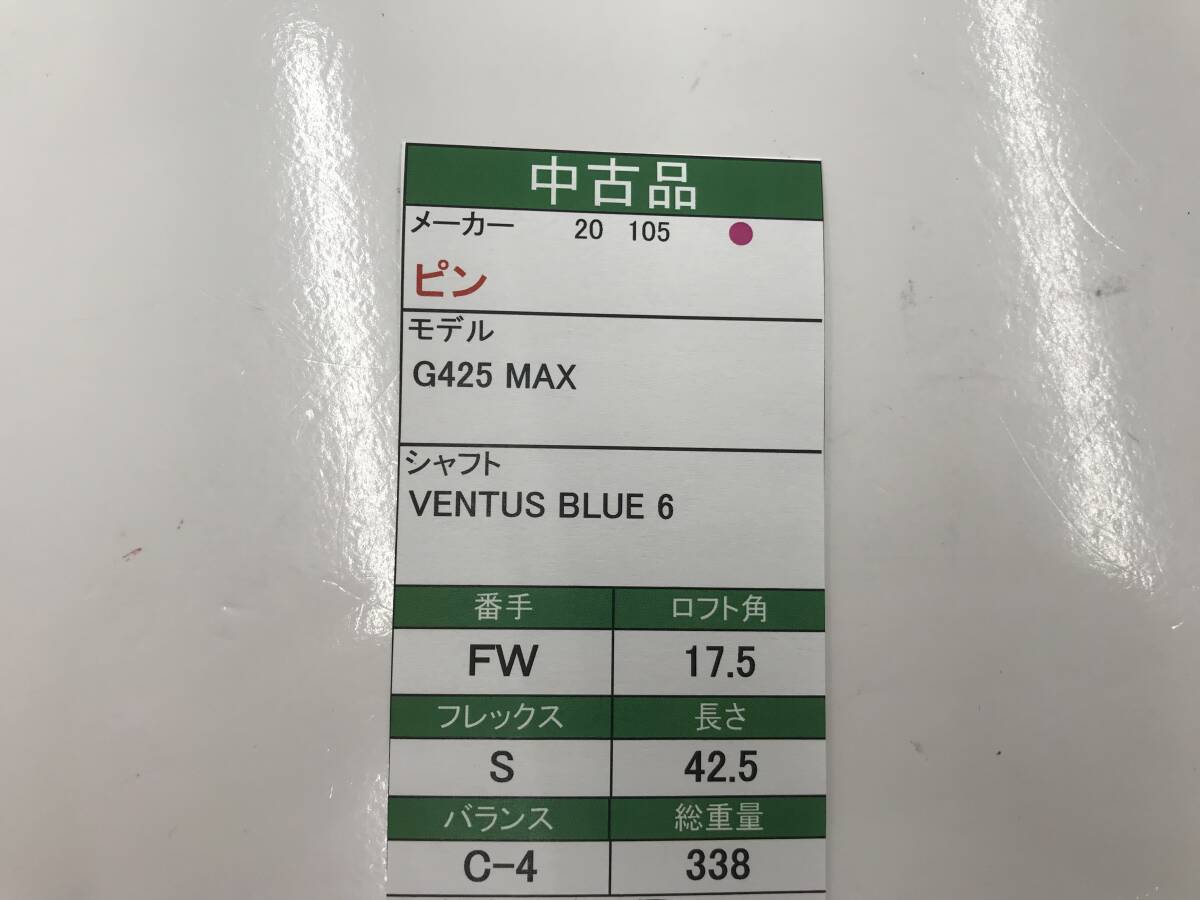 中古品
メーカー 20 105
ピン
モデル
G425 MAX
シャフト
VENTUS BLUE 6
番手 ロフト角
FW 17.5
フレックス 長さ
S 42.5
バランス 総重量
C-4 338